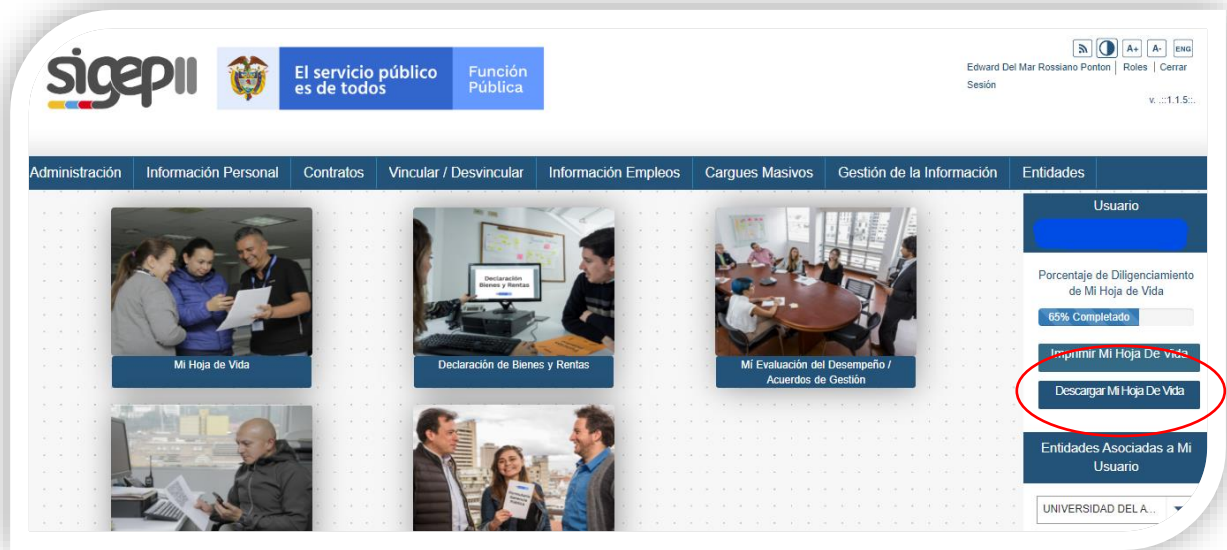 sigepII
El servicio público
es de todos
Función
Pública
A+ A- ENG
Edward Del Mar Rossiano Ponton | Roles | Cerrar
Sesión
v. .::1.1.5::.
Administración Información Personal Contratos Vincular / Desvincular Información Empleos Cargues Masivos Gestión de la Información Entidades
Declaración
Bienes y Rentas
Mi Hoja de Vida
Declaración de Bienes y Rentas
Mí Evaluación del Desempeño /
Acuerdos de Gestión
Usuario
Porcentaje de Diligenciamiento
de Mi Hoja de Vida
65% Completado
Imprimir Mi Hoja De Vida
Descargar Mi Hoja De Vida
Entidades Asociadas a Mi
Usuario
UNIVERSIDAD DEL A...